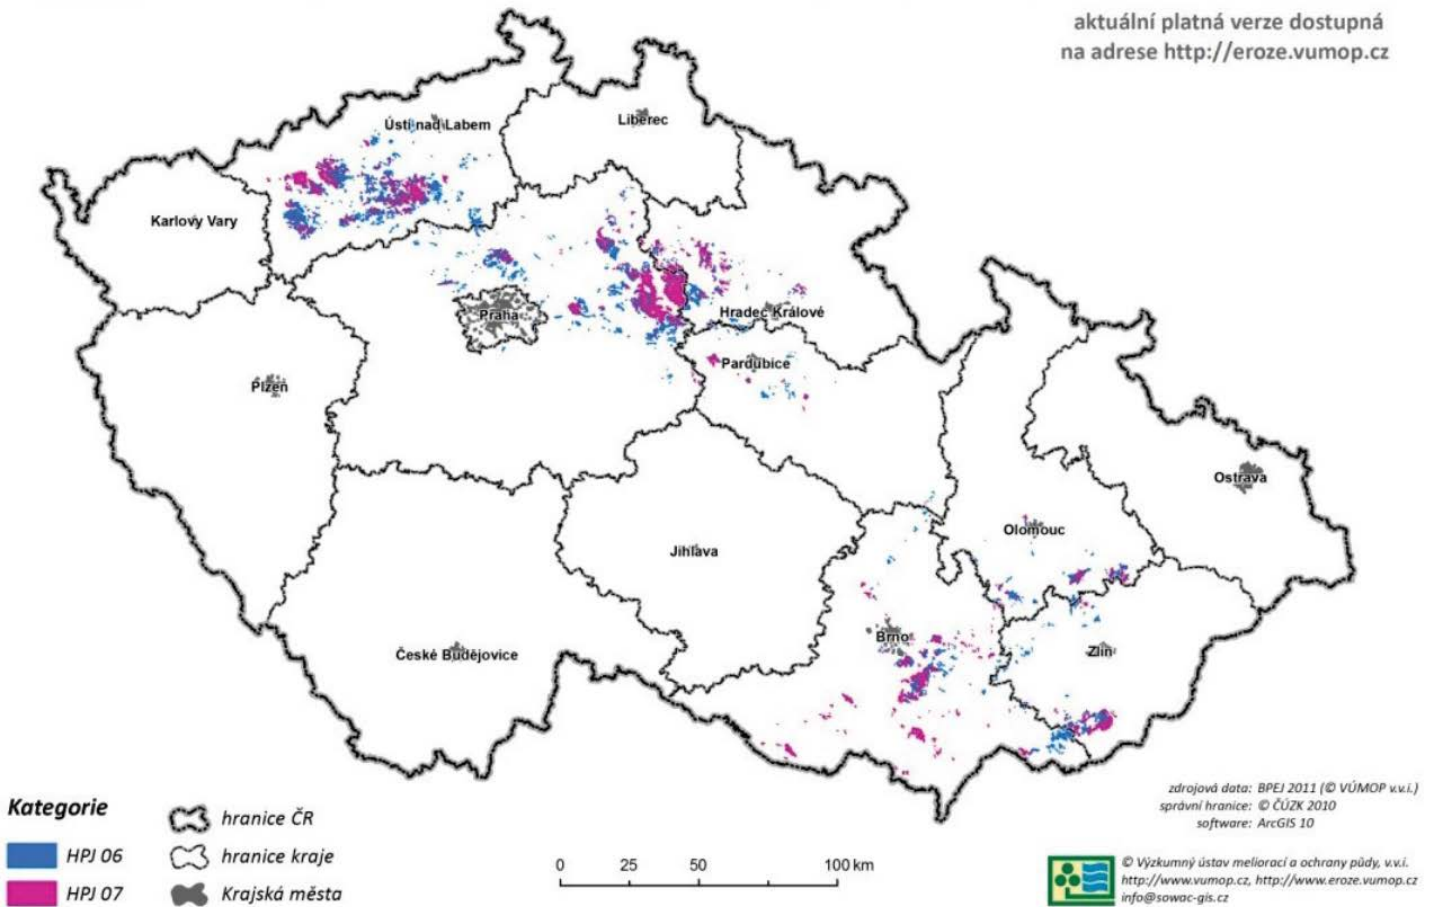 aktuální platná verze dostupná
na adrese http://eroze.vumop.cz
Ústí nad Labem
Liberec
Karlovy Vary
Praha
Hradec Králové
Pardubice
Plzeň
Ostrava
Olomouc
Jihlava
Brno
Zlín
České Budějovice
Kategorie
HPJ 06
HPJ 07
hranice ČR
hranice kraje
Krajská města
0 25 50 100 km
zdrojová data: BPEJ 2011 (© VÚMOP v.v.i.)
správní hranice: © ČÚZK 2010
software: ArcGIS 10
© Výzkumný ústav meliorací a ochrany půdy, v.v.i.
http://www.vumop.cz, http://www.eroze.vumop.cz
info@sowac-gis.cz